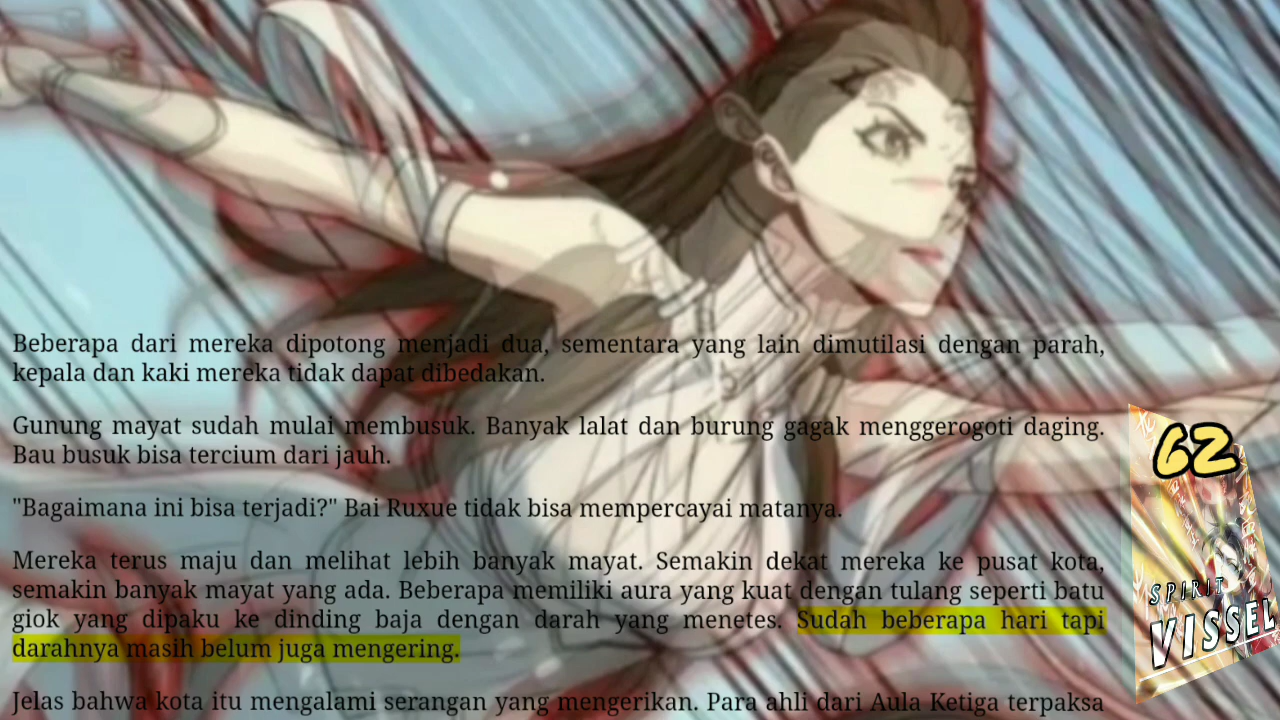 Beberapa dari mereka dipotong menjadi dua, sementara yang lain dimutilasi dengan parah,
kepala dan kaki mereka tidak dapat dibedakan.
Gunung mayat sudah mulai membusuk. Banyak lalat dan burung gagak menggerogoti daging.
Bau busuk bisa tercium dari jauh.
"Bagaimana ini bisa terjadi?" Bai Ruxue tidak bisa mempercayai matanya.
Mereka terus maju dan melihat lebih banyak mayat. Semakin dekat mereka ke pusat kota,
semakin banyak mayat yang ada. Beberapa memiliki aura yang kuat dengan tulang seperti batu
giok yang dipaku ke dinding baja dengan darah yang menetes. Sudah beberapa hari tapi
darahnya masih belum juga mengering.
Jelas bahwa kota itu mengalami serangan yang mengerikan. Para ahli dari Aula Ketiga terpaksa
62
SPIRIT
VISSEL